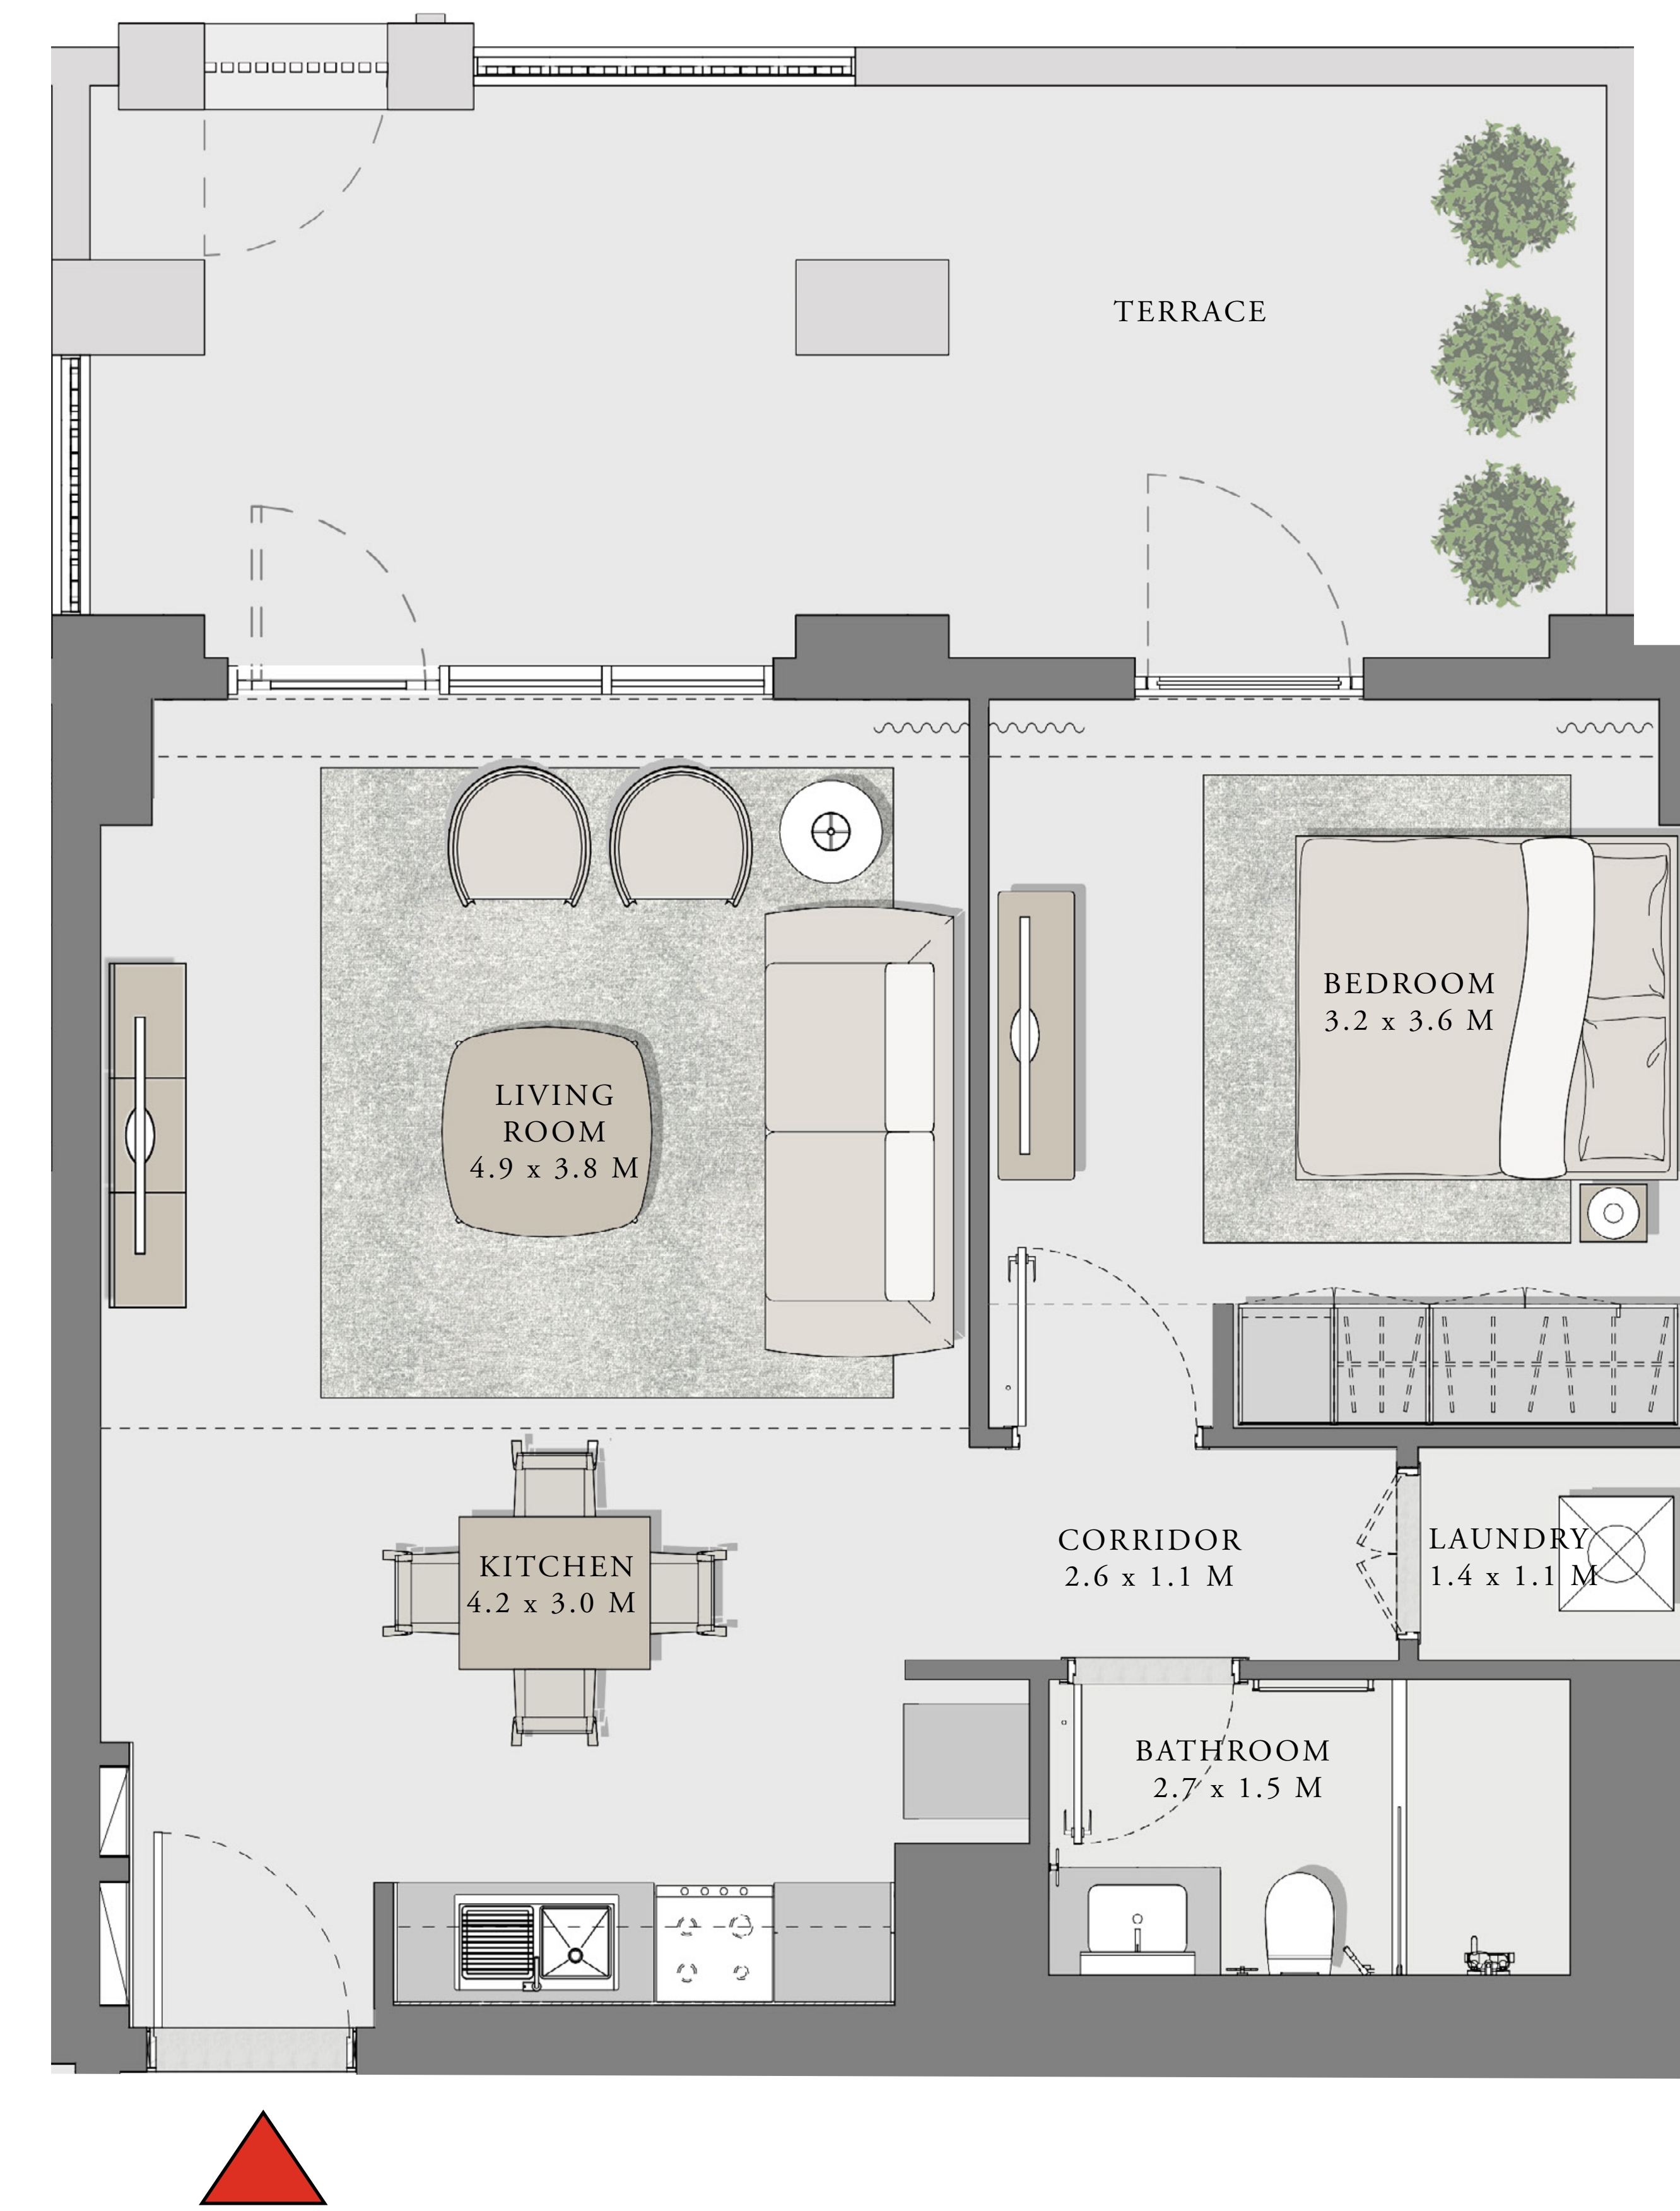 TERRACE
BEDROOM
3.2 x 3.6 M
LIVING
ROOM
4.9 x 3.8 M
CORRIDOR
2.6 x 1.1 M
LAUNDRY
1.4 x 1.1 M
KITCHEN
4.2 x 3.0 M
BATHROOM
2.7 x 1.5 M